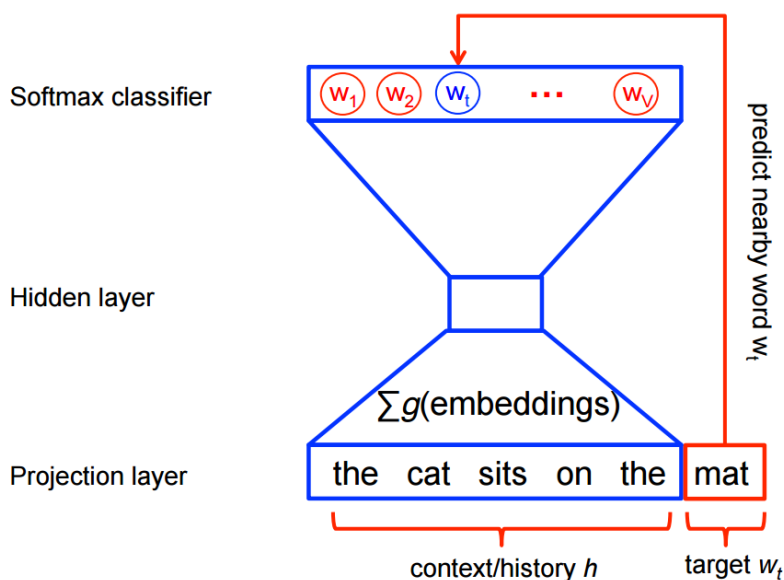 Softmax classifier
w1 w2 wt ... wV
predict nearby word wt
Hidden layer
∑g(embeddings)
Projection layer
the cat sits on the mat
context/history h
target wt